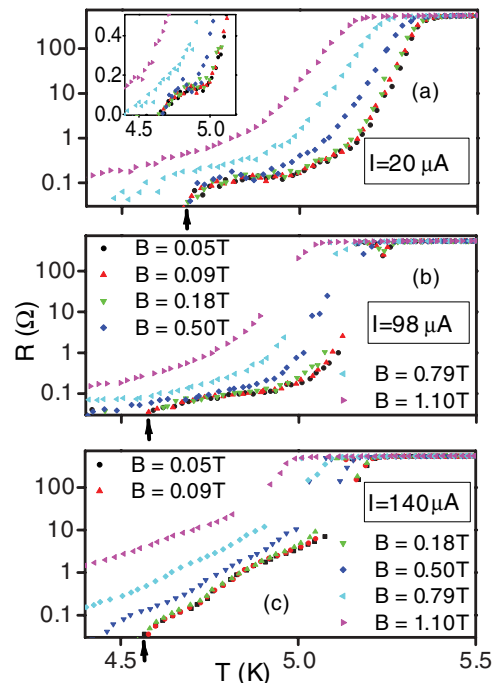 0.4
0.2
0.0
4.5 5.0
100
10
1
0.1
(a)
I=20 μA
R (Ω)
100
10
1
0.1
B = 0.05T
B = 0.09T
B = 0.18T
B = 0.50T
(b)
I=98 μA
B = 0.79T
B = 1.10T
100
10
1
0.1
B = 0.05T
B = 0.09T
(c)
I=140μA
B = 0.18T
B = 0.50T
B = 0.79T
B = 1.10T
4.5 5.0 5.5
T (K)